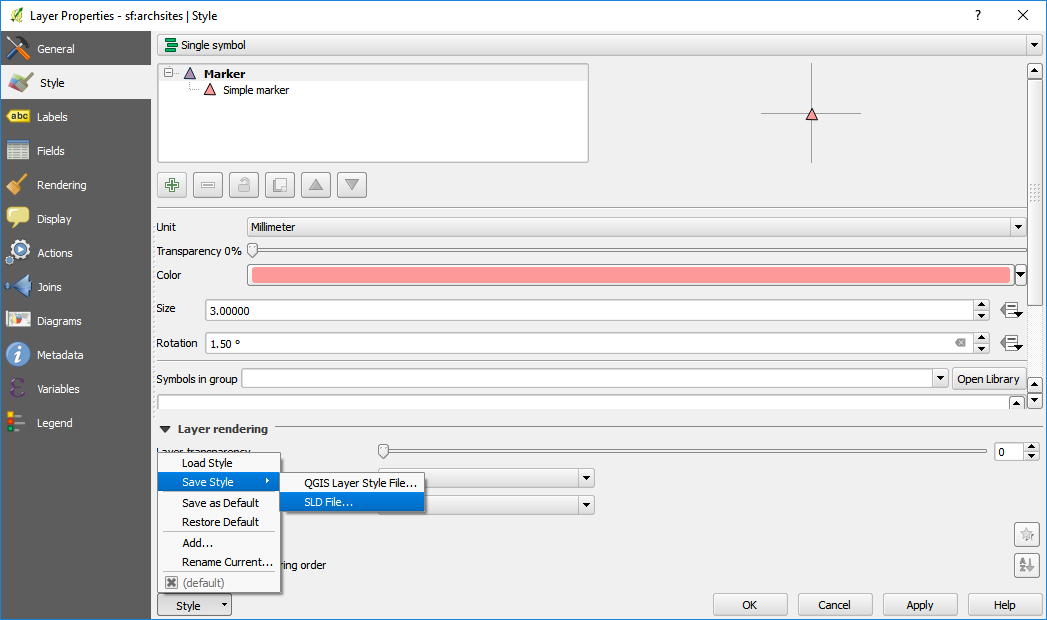 Layer Properties - sf:archsites | Style
?
General
Style
abc Labels
Fields
Rendering
Display
Actions
Joins
Diagrams
Metadata
Variables
Legend
Single symbol
Marker
Simple marker
Unit Millimeter
Transparency 0%
Color
Size 3.00000
Rotation 1.50 °
Symbols in group Open Library
Layer rendering
Layer transparency 0
Load Style
Save Style
QGIS Layer Style File...
SLD File...
Save as Default
Restore Default
Add...
Rename Current...
ring order
(default)
Style
OK Cancel Apply Help